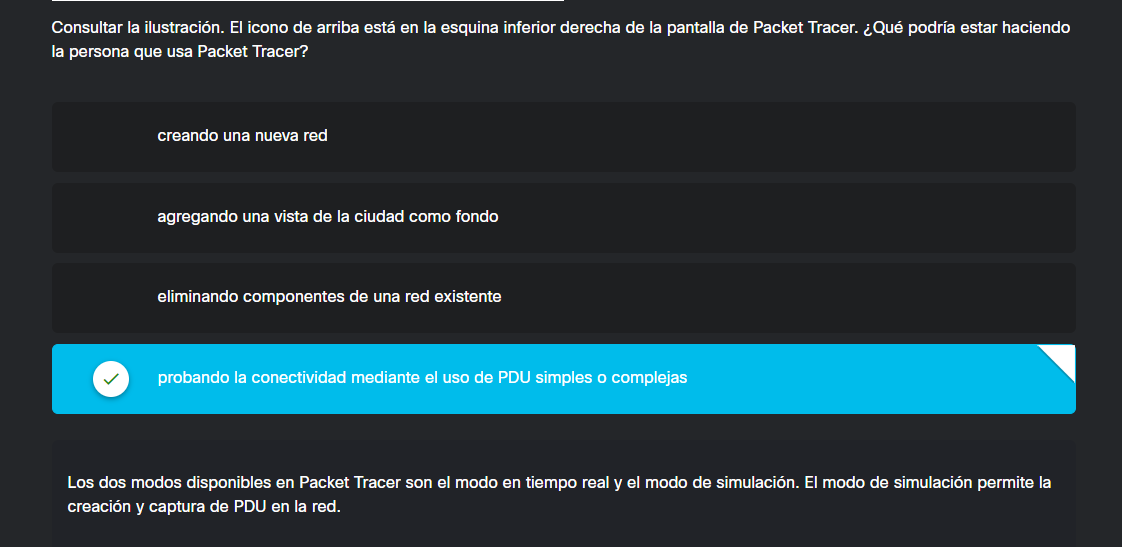 Consultar la ilustración. El icono de arriba está en la esquina inferior derecha de la pantalla de Packet Tracer. ¿Qué podría estar haciendo
la persona que usa Packet Tracer?
creando una nueva red
agregando una vista de la ciudad como fondo
eliminando componentes de una red existente
probando la conectividad mediante el uso de PDU simples o complejas
Los dos modos disponibles en Packet Tracer son el modo en tiempo real y el modo de simulación. El modo de simulación permite la
creación y captura de PDU en la red.